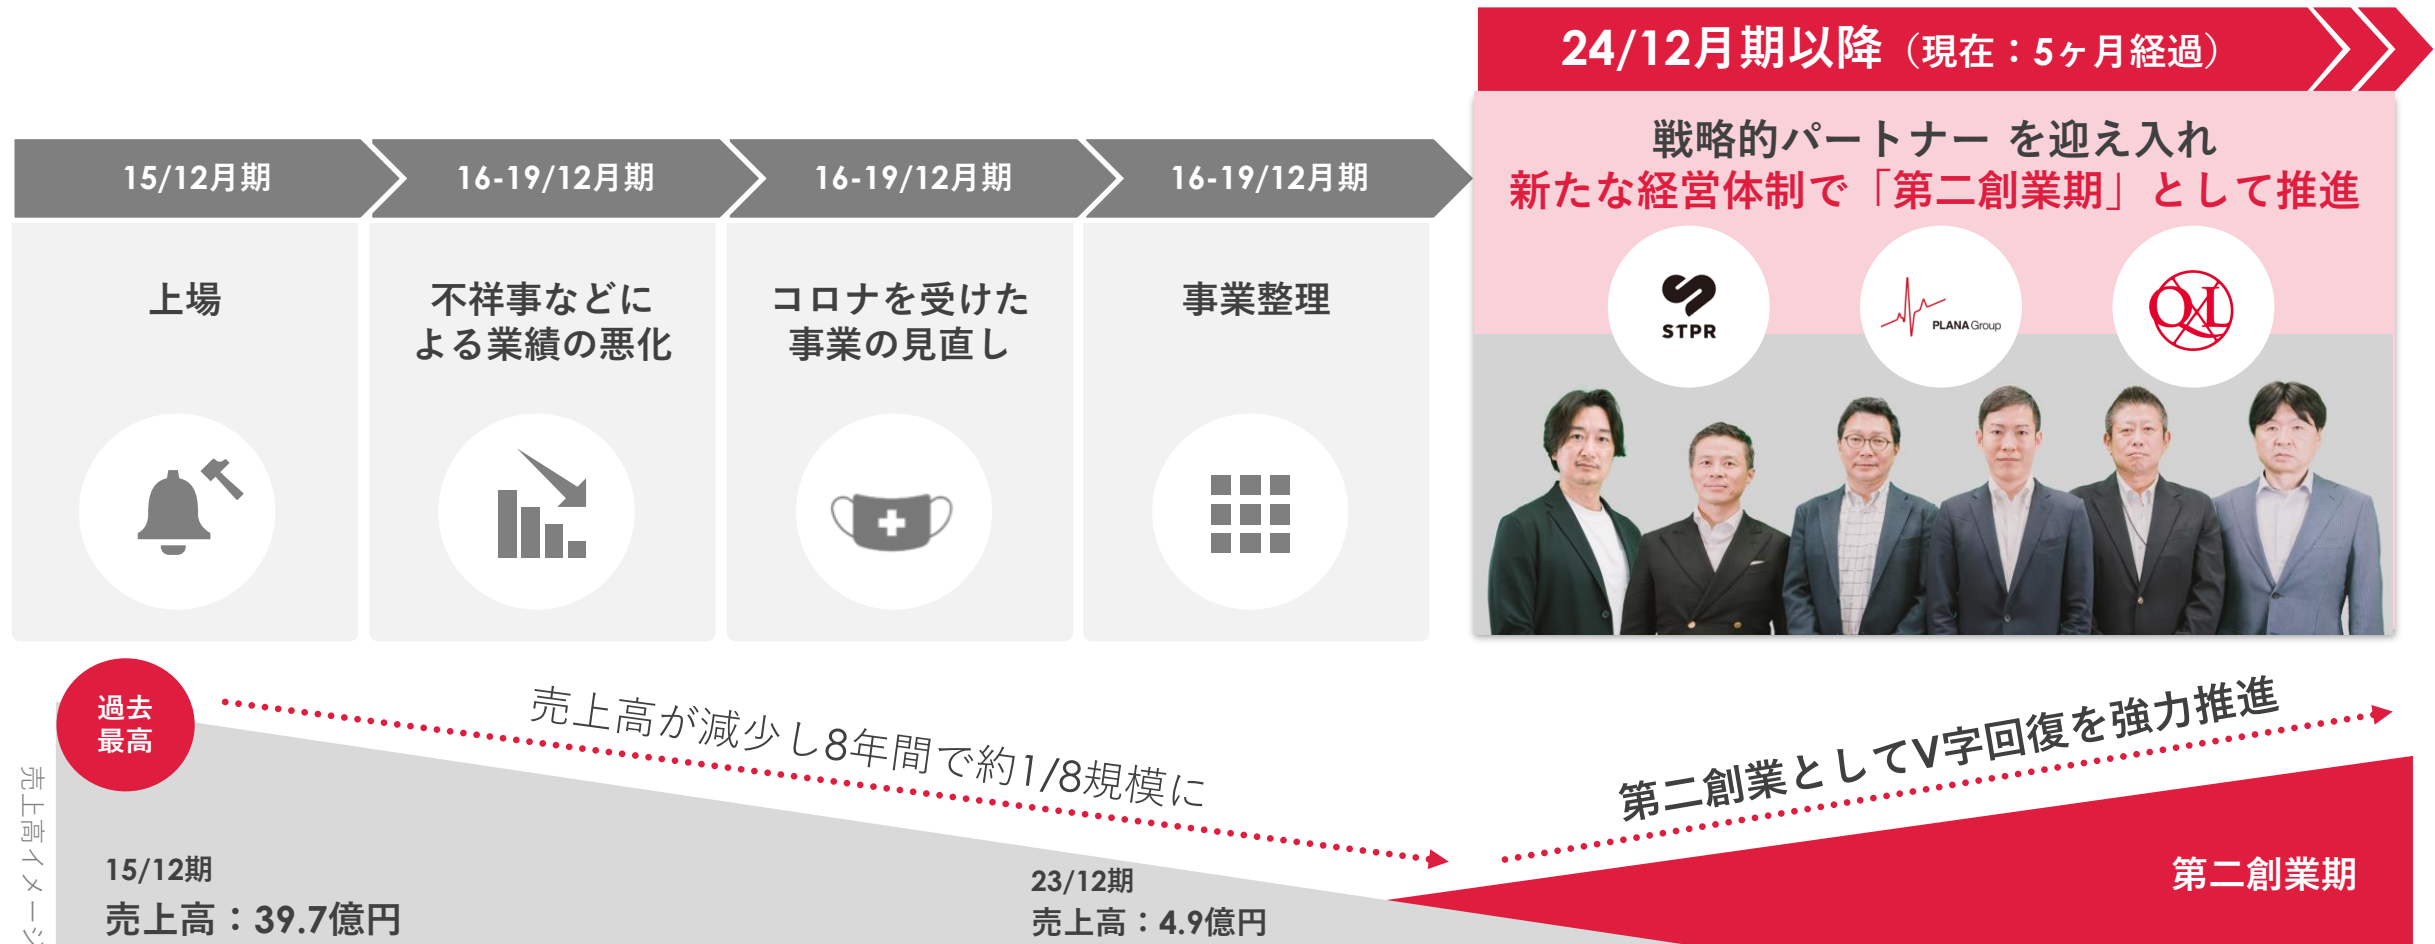 24/12月期以降（現在：5ヶ月経過）
戦略的パートナー を迎え入れ
新たな経営体制で「第二創業期」として推進
STPR
PLANA Group
QL
15/12月期
16-19/12月期
16-19/12月期
16-19/12月期
上場
不祥事などに
よる業績の悪化
コロナを受けた
事業の見直し
事業整理
過去
最高
売上高が減少し8年間で約1/8規模に
第二創業としてV字回復を強力推進
売上高イメージ
15/12期
売上高：39.7億円
23/12期
売上高：4.9億円
第二創業期